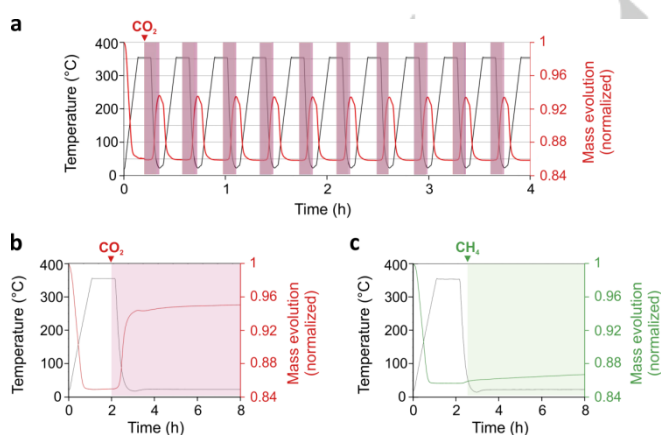 a
CO₂
400
300
200
100
0
Temperature (°C)
1
0.96
0.92
0.88
0.84
Mass evolution
(normalized)
0
1
2
3
4
Time (h)
b
CO₂
400
300
200
100
0
Temperature (°C)
1
0.96
0.92
0.88
0.84
Mass evolution
(normalized)
0
2
4
6
8
Time (h)
c
CH₄
400
300
200
100
0
Temperature (°C)
1
0.96
0.92
0.88
0.84
Mass evolution
(normalized)
0
2
4
6
8
Time (h)